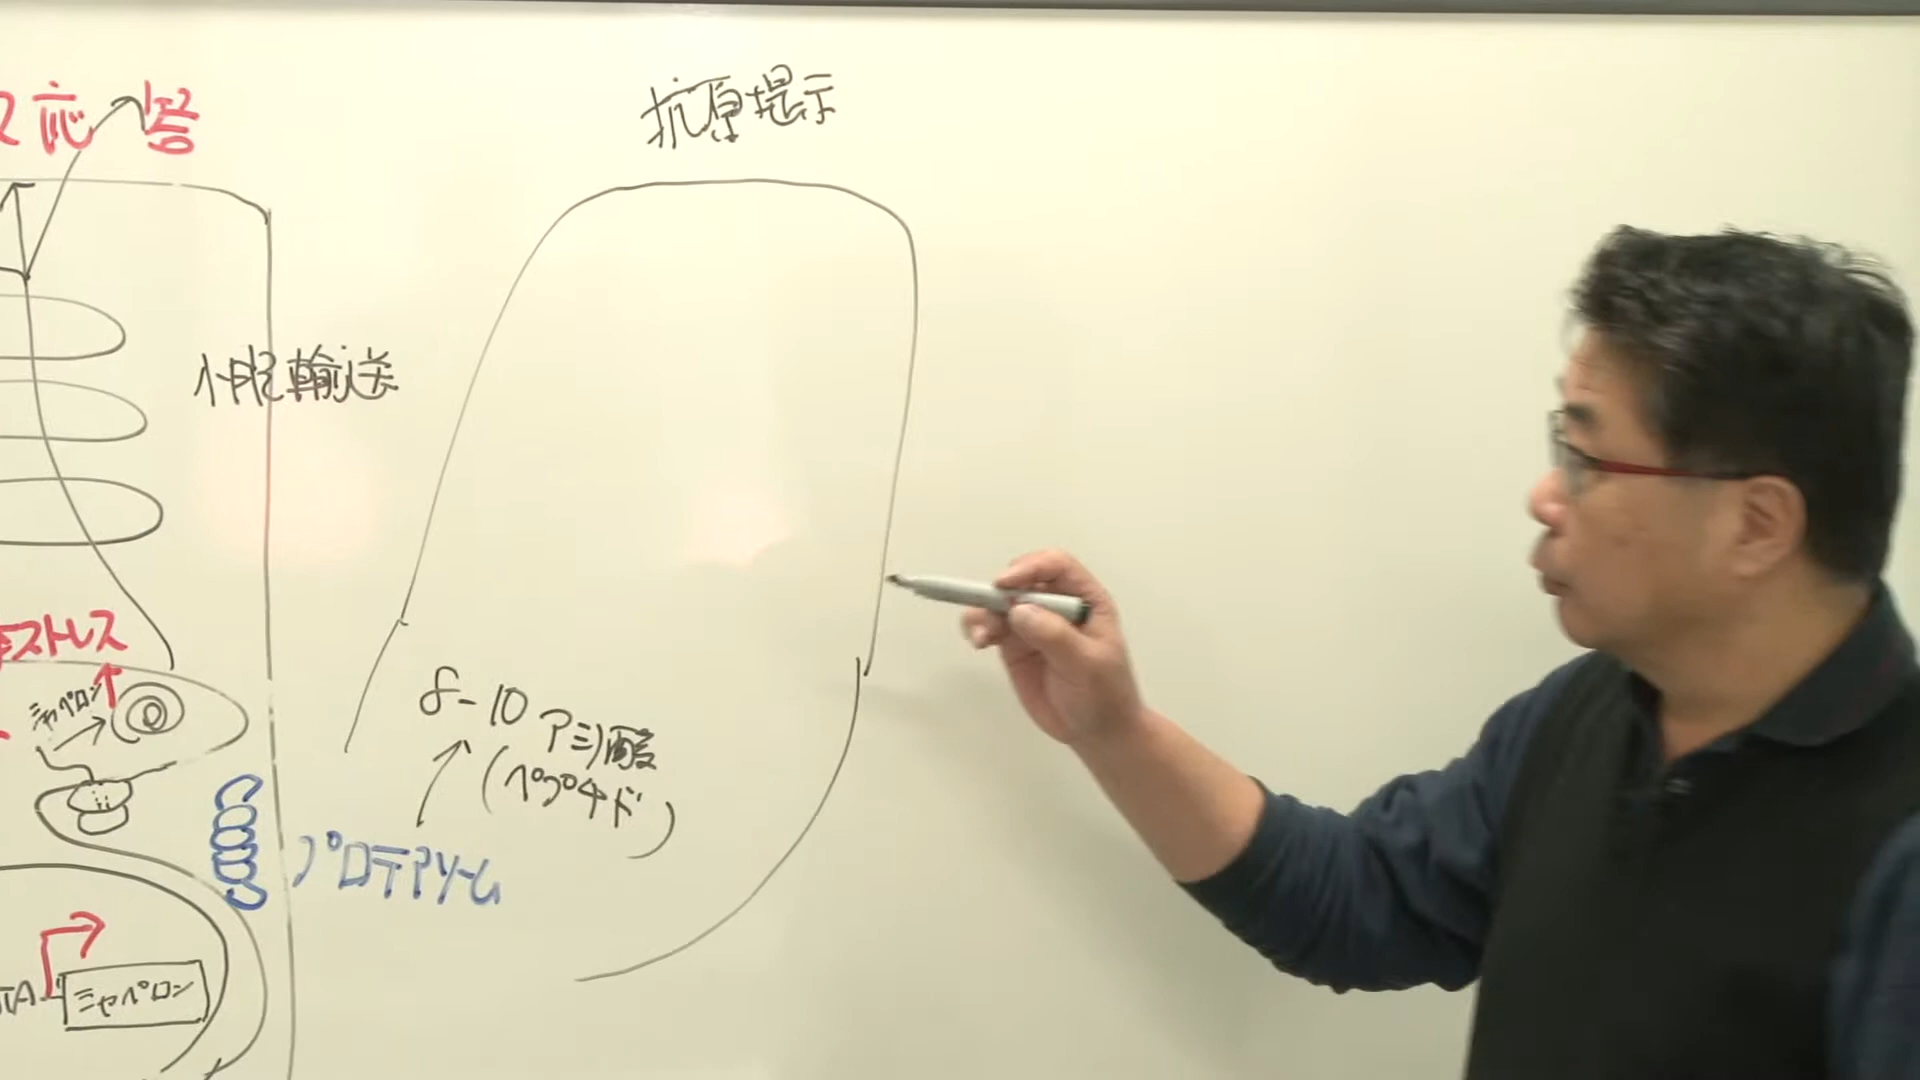 ス応答
抗原提示
小胞輸送
ストレス
シャペロン
8-10 アミノ酸
(ペプチド)
プロテアソーム
シャペロン